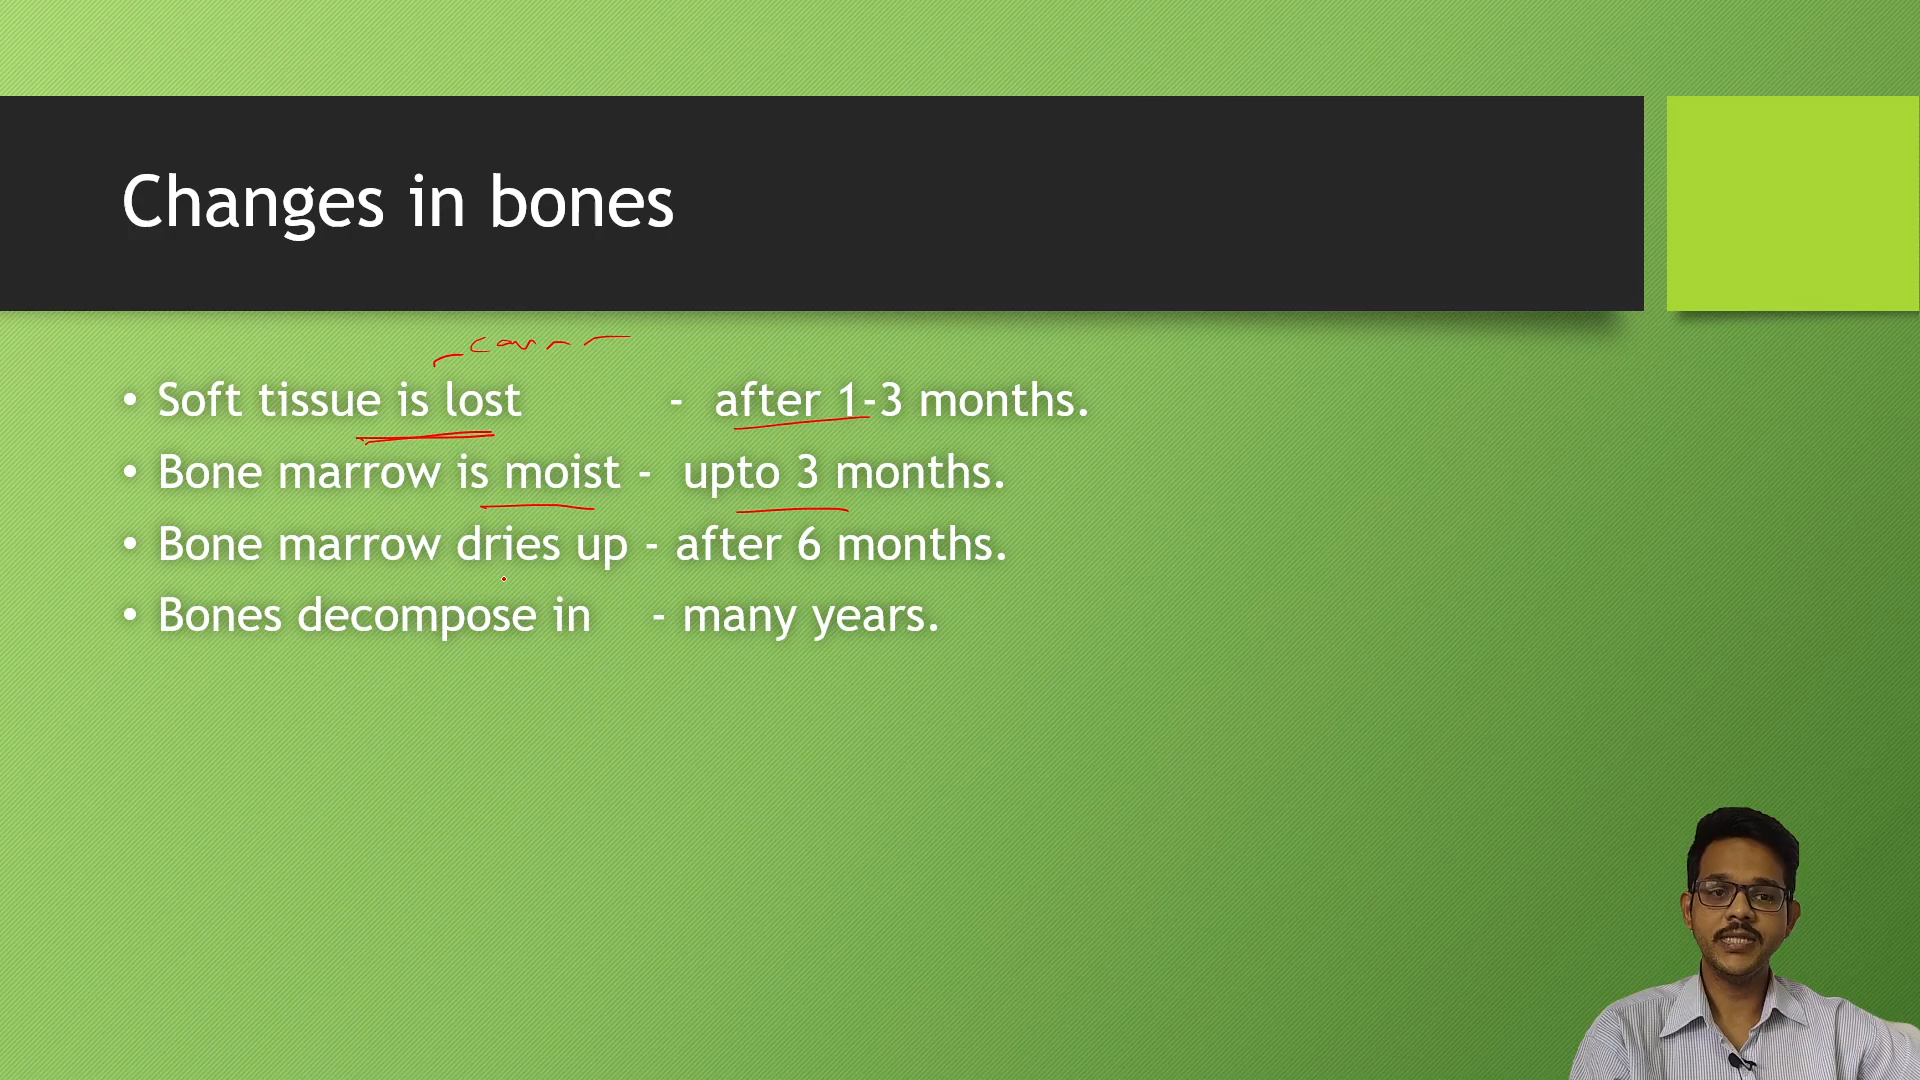 Changes in bones
• Soft tissue is lost - after 1-3 months.
• Bone marrow is moist - upto 3 months.
• Bone marrow dries up - after 6 months.
• Bones decompose in - many years.